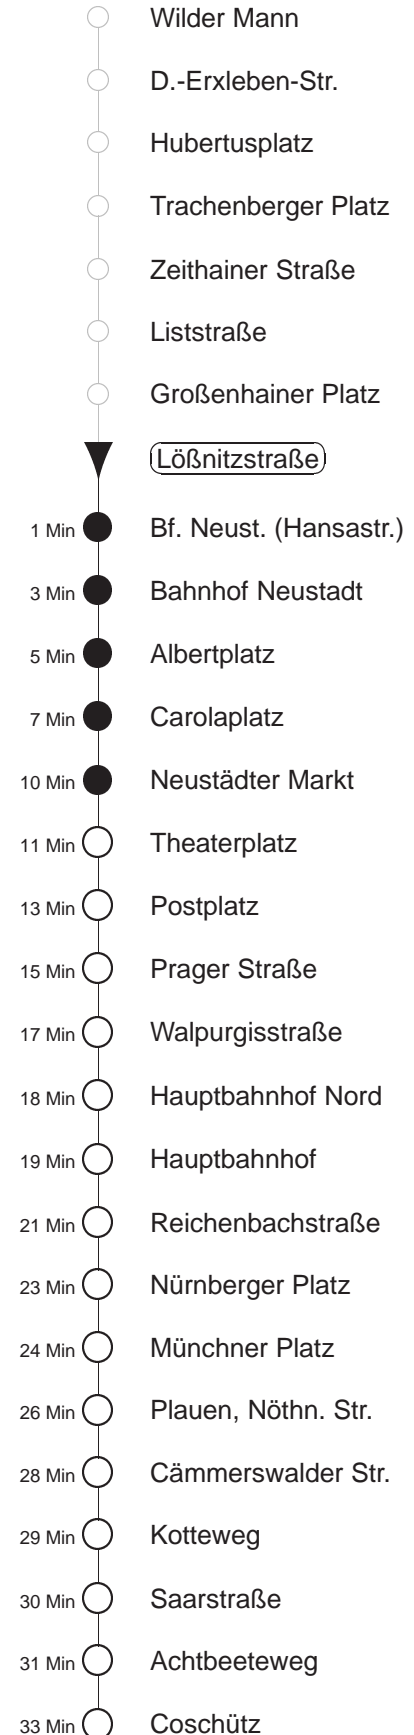 Wilder Mann
D.-Erxleben-Str.
Hubertusplatz
Trachenberger Platz
Zeithainer Straße
Liststraße
Großenhainer Platz
Lößnitzstraße
1 Min Bf. Neust. (Hansastr.)
3 Min Bahnhof Neustadt
5 Min Albertplatz
7 Min Carolaplatz
10 Min Neustädter Markt
11 Min Theaterplatz
13 Min Postplatz
15 Min Prager Straße
17 Min Walpurgisstraße
18 Min Hauptbahnhof Nord
19 Min Hauptbahnhof
21 Min Reichenbachstraße
23 Min Nürnberger Platz
24 Min Münchner Platz
26 Min Plauen, Nöthn. Str.
28 Min Cämmerswalder Str.
29 Min Kotteweg
30 Min Saarstraße
31 Min Achtbeeteweg
33 Min Coschütz